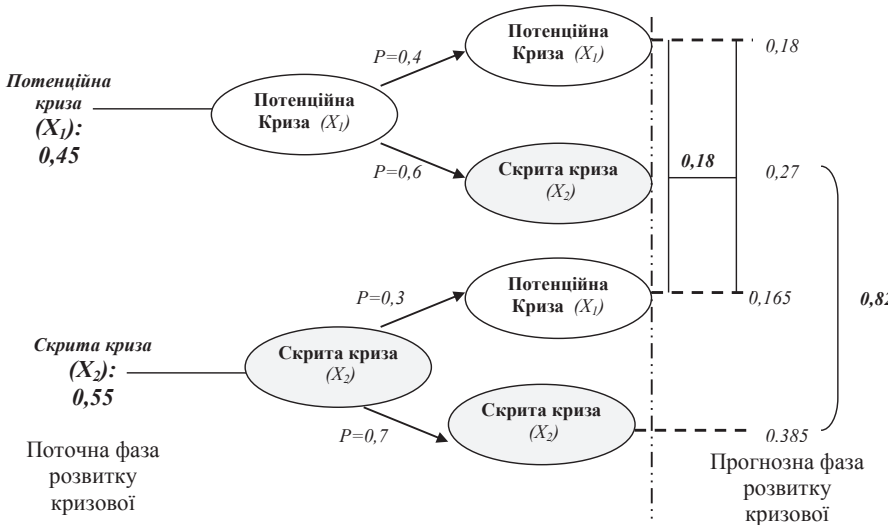 Потенційна
криза
(X₁):
0,45
Потенційна
Криза (X₁)
P=0,4
P=0,6
Потенційна
Криза (X₁)
Скрита криза
(X₂)
0,18
0,18
0,27
Скрита криза
(X₂):
0,55
Скрита криза
(X₂)
P=0,3
P=0,7
Потенційна
Криза (X₁)
Скрита криза
(X₂)
0,165
0,82
0.385
Поточна фаза
розвитку
кризової
Прогнозна фаза
розвитку
кризової